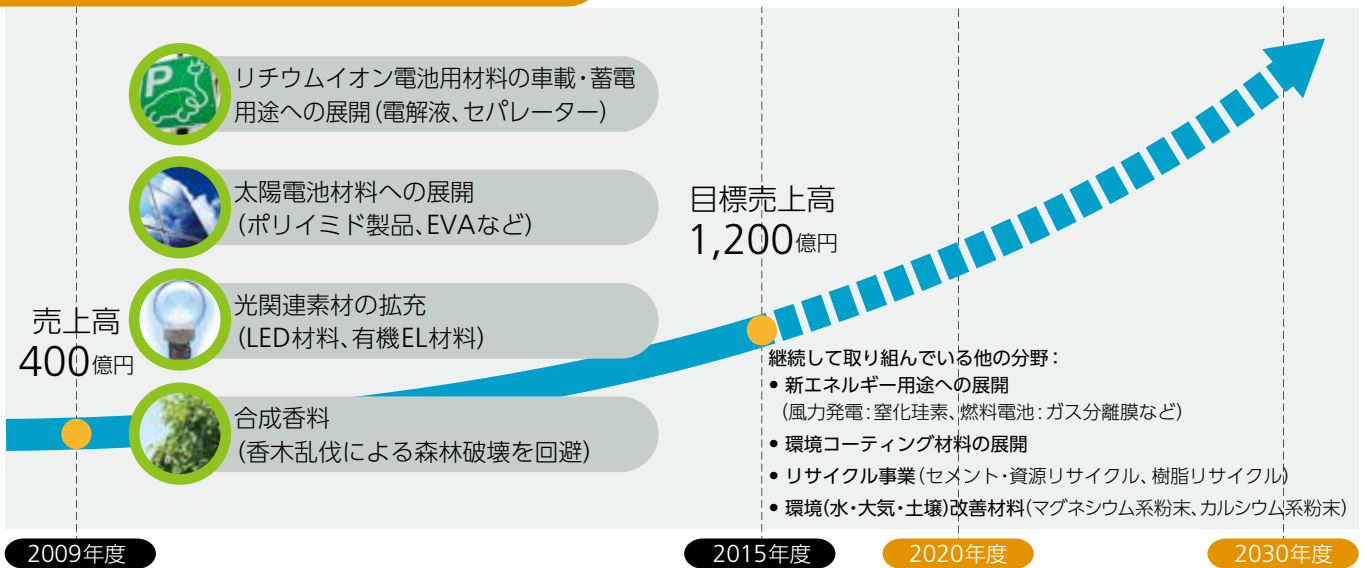 リチウムイオン電池用材料の車載・蓄電
用途への展開(電解液、セパレーター)
太陽電池材料への展開
(ポリイミド製品、EVAなど)
光関連素材の拡充
(LED材料、有機EL材料)
合成香料
(香木乱伐による森林破壊を回避)
売上高
400億円
目標売上高
1,200億円
継続して取り組んでいる他の分野：
• 新エネルギー用途への展開
(風力発電：窒化珪素、燃料電池：ガス分離膜など)
• 環境コーティング材料の展開
• リサイクル事業(セメント・資源リサイクル、樹脂リサイクル)
• 環境(水・大気・土壌)改善材料(マグネシウム系粉末、カルシウム系粉末)
2009年度
2015年度
2020年度
2030年度
P